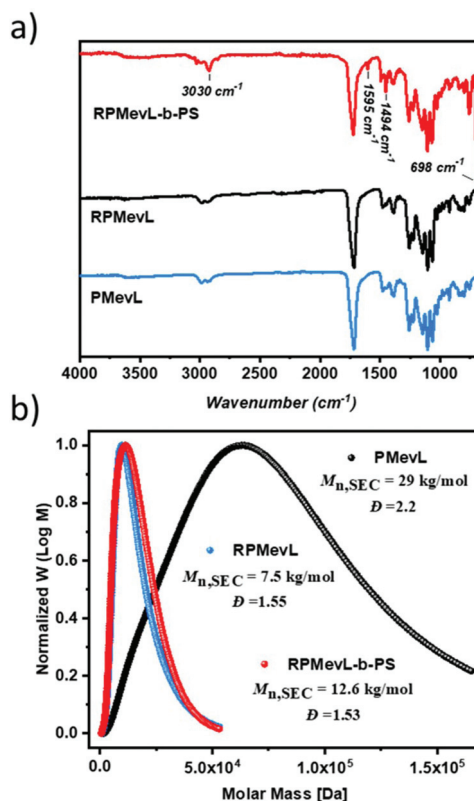 a)
3030 cm⁻¹
1595 cm⁻¹
1494 cm⁻¹
RPMevL-b-PS
698 cm⁻¹
RPMevL
PMevL
4000 3500 3000 2500 2000 1500 1000
Wavenumber (cm⁻¹)
b)
1.0
0.8
0.6
0.4
0.2
0.0
Normalized W (Log M)
PMevL
Mn,SEC = 29 kg/mol
Đ = 2.2
RPMevL
Mn,SEC = 7.5 kg/mol
Đ =1.55
RPMevL-b-PS
Mn,SEC = 12.6 kg/mol
Đ =1.53
0.0 5.0x10⁴ 1.0x10⁵ 1.5x10⁵
Molar Mass [Da]